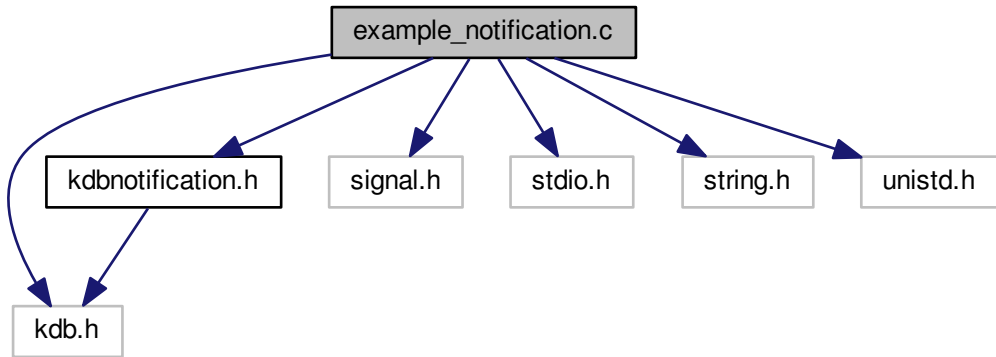 example_notification.c
kdbnotification.h
signal.h
stdio.h
string.h
unistd.h
kdb.h